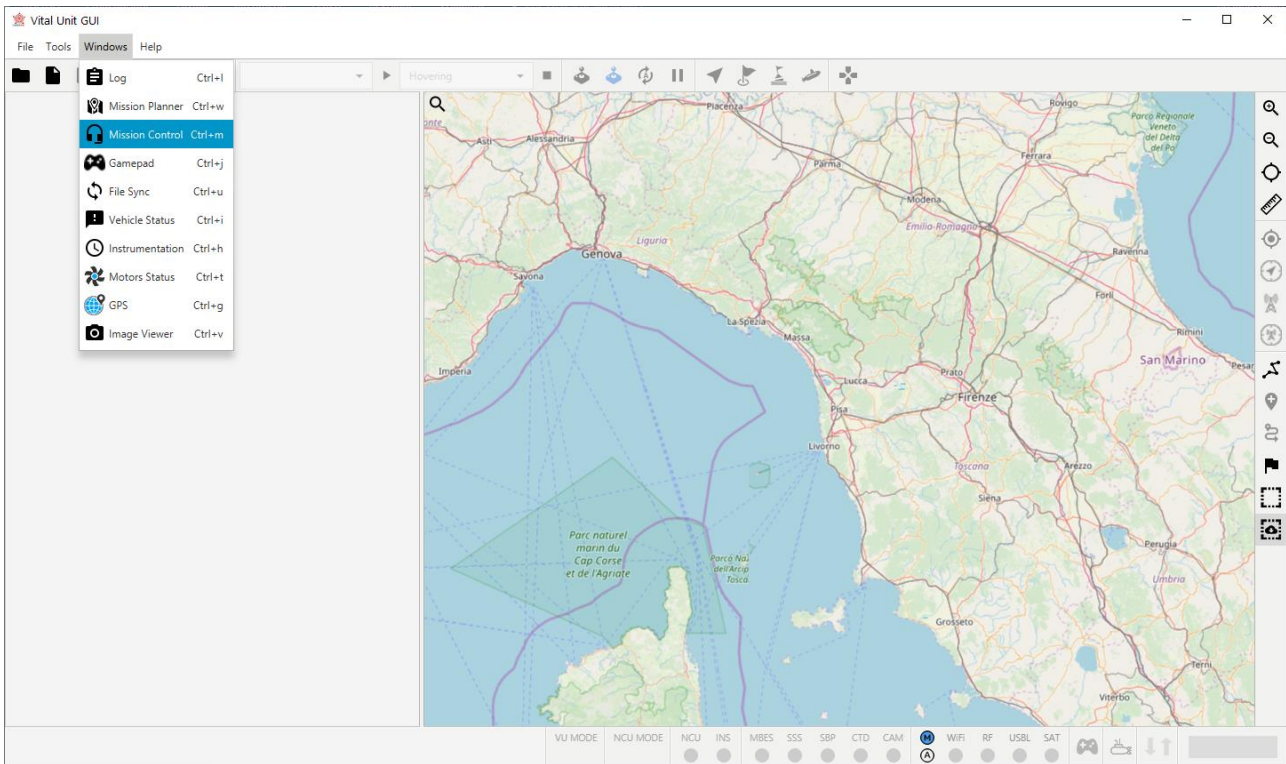 Vital Unit GUI
File Tools Windows Help
Log Ctrl+l
Mission Planner Ctrl+w
Mission Control Ctrl+m
Gamepad Ctrl+j
File Sync Ctrl+u
Vehicle Status Ctrl+i
Instrumentation Ctrl+h
Motors Status Ctrl+t
GPS Ctrl+g
Image Viewer Ctrl+v
Hovering
Piacenza
Rovigo
Parco Regionale
Veneto
del Delta
del Po
Asti
Alessandria
Parma
Ferrara
Modena
Emilia-Romagna
Liguria
Genova
Ravenna
Savona
Forlì
La Spezia
Massa
Rimini
San Marino
Pesar
Imperia
Lucca
Prato
Firenze
Pisa
Livorno
Toscana
Arezzo
Siena
Parc naturel
marin du
Cap Corse
et de l'Agriate
Parco Naz
dell'Arcip
Tosca
Perugia
Umbria
Grosseto
Terni
Viterbo
VU MODE NCU MODE NCU INS MBES SSS SBP CTD CAM M WiFi RF USBL SAT
A